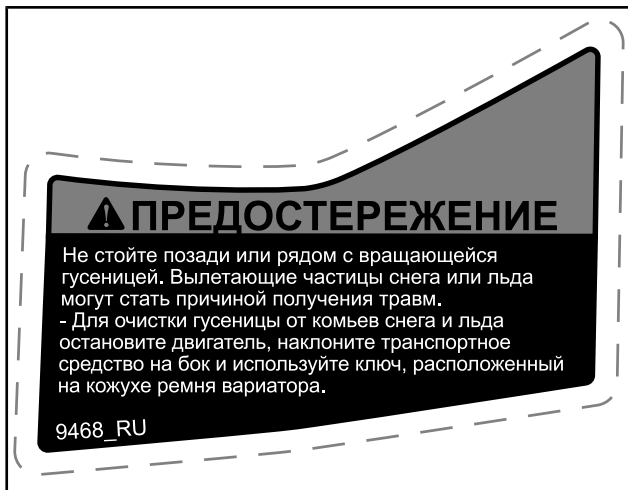 ПРЕДОСТЕРЕЖЕНИЕ
Не стойте позади или рядом с вращающейся
гусеницей. Вылетающие частицы снега или льда
могут стать причиной получения травм.
- Для очистки гусеницы от комьев снега и льда
остановите двигатель, наклоните транспортное
средство на бок и используйте ключ, расположенный
на кожухе ремня вариатора.
9468_RU